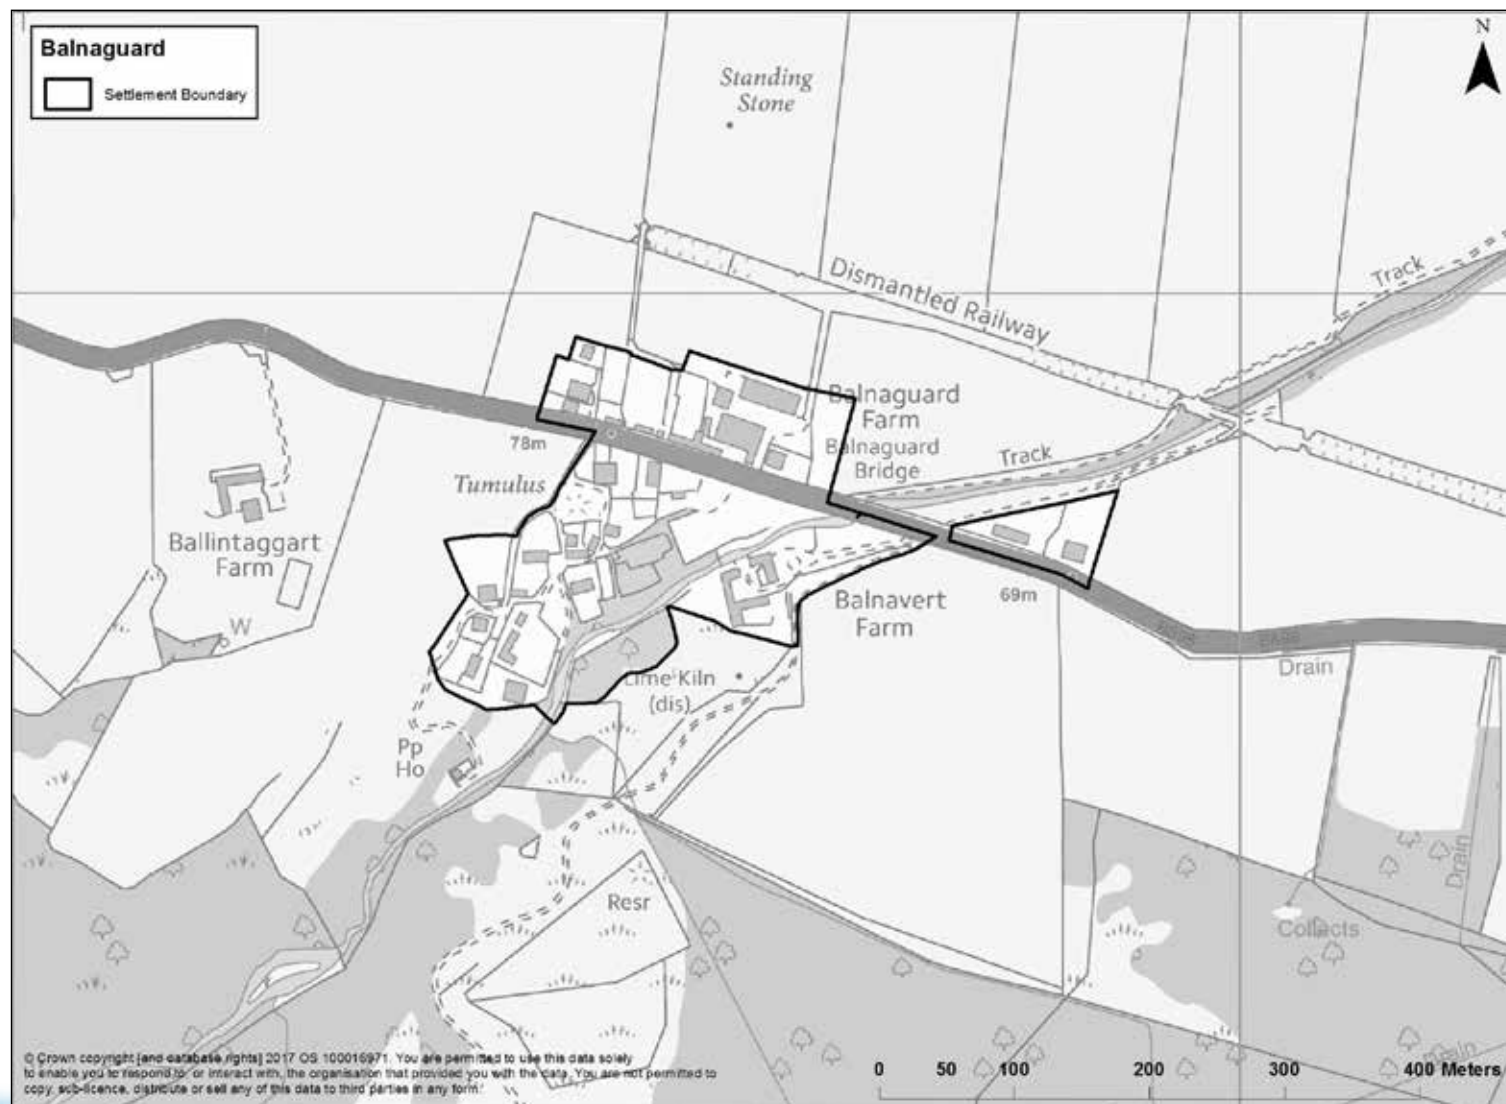 Balnaguard
Settlement Boundary
N
Standing
Stone
Dismantled Railway
Track
Balnaguard
Farm
Balnaguard
Bridge
Track
78m
Tumulus
Ballintaggart
Farm
W
Balnavert
Farm
69m
Drain
Lime Kiln
(dis)
Pp
Ho
Resr
Drain
Collects
Drain
© Crown copyright [and database rights] 2017 OS 100016971. You are permitted to use this data solely
to enable you to respond to, or interact with, the organisation that provided you with the data. You are not permitted to
copy, sub-licence, distribute or sell any of this data to third parties in any form.
0 50 100 200 300 400 Meters